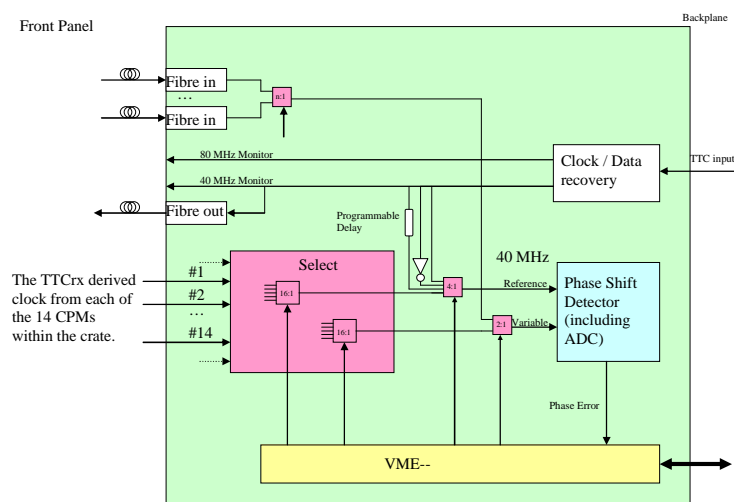 Front Panel
Backplane
Fibre in
…
Fibre in
n:1
80 MHz Monitor
40 MHz Monitor
Clock / Data
recovery
TTC input
Fibre out
Programmable
Delay
The TTCrx derived
clock from each of
the 14 CPMs
within the crate.
#1
#2
…
#14
Select
16:1
16:1
4:1
2:1
40 MHz
Reference
Variable
Phase Shift
Detector
(including
ADC)
Phase Error
VME--